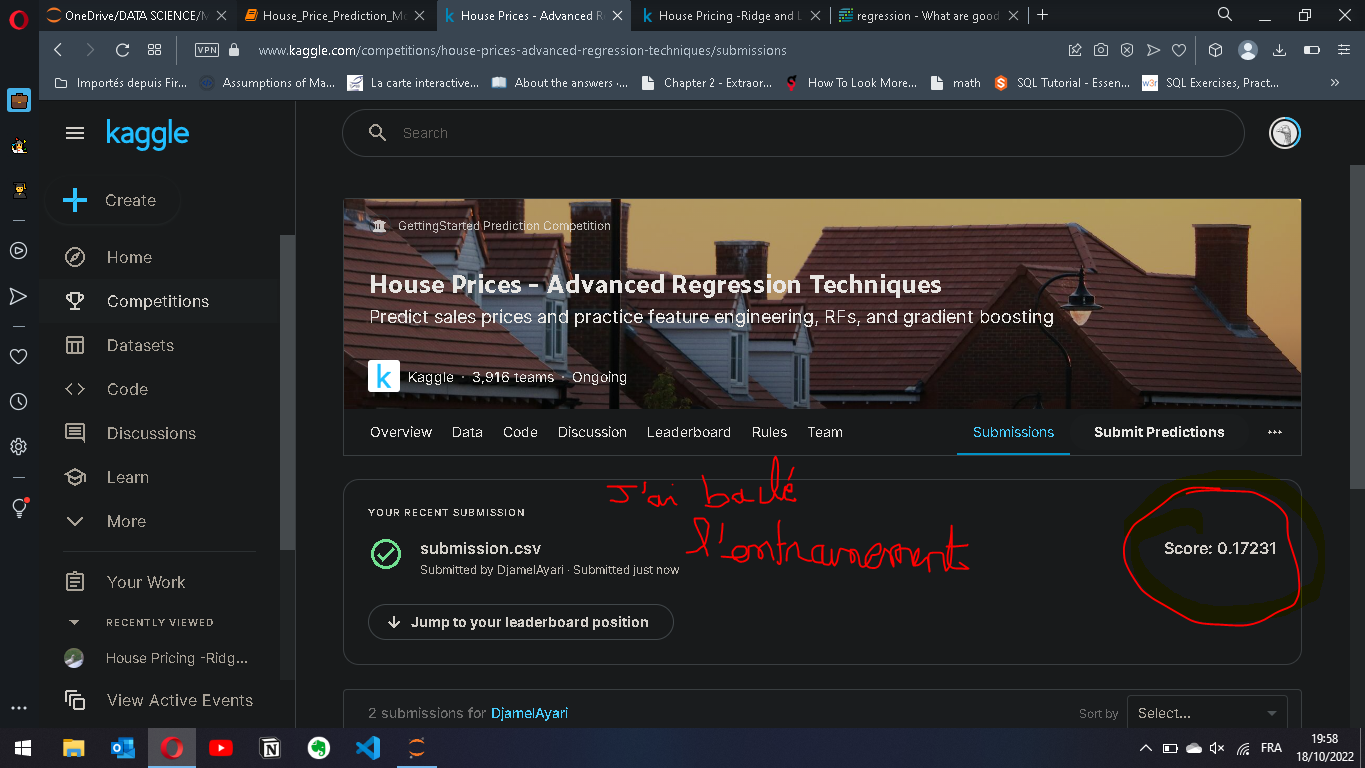 OneDrive/DATA SCIENCE/M
House_Price_Prediction_Mo
House Prices - Advanced R
House Pricing -Ridge and L
regression - What are good
VPN
www.kaggle.com/competitions/house-prices-advanced-regression-techniques/submissions
Importés depuis Fir...
Assumptions of Ma...
La carte interactive...
About the answers ·...
Chapter 2 - Extraor...
How To Look More...
math
SQL Tutorial - Essen...
SQL Exercises, Pract...
kaggle
Search
Create
Home
Competitions
Datasets
Code
Discussions
Learn
More
Your Work
RECENTLY VIEWED
House Pricing -Ridg...
View Active Events
GettingStarted Prediction Competition
House Prices - Advanced Regression Techniques
Predict sales prices and practice feature engineering, RFs, and gradient boosting
Kaggle · 3,916 teams · Ongoing
Overview Data Code Discussion Leaderboard Rules Team Submissions Submit Predictions
J'ai baclé
l'entrainement
YOUR RECENT SUBMISSION
submission.csv
Submitted by DjamelAyari · Submitted just now
Score: 0.17231
Jump to your leaderboard position
2 submissions for DjamelAyari
Sort by
Select...
FRA
19:58
18/10/2022